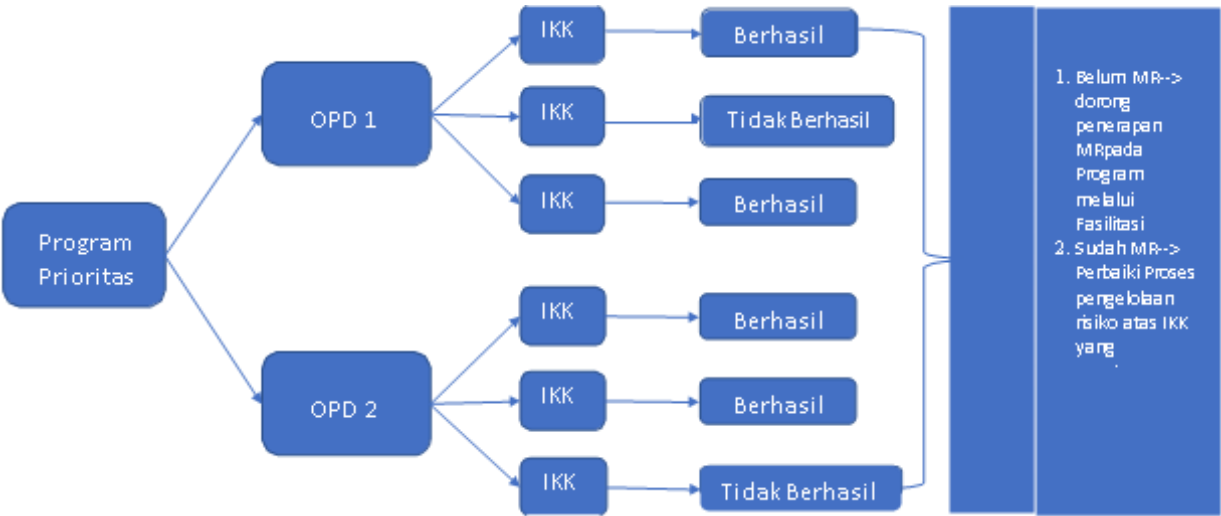 Program
Prioritas
OPD 1
IKK
Berhasil
IKK
Tidak Berhasil
IKK
Berhasil
OPD 2
IKK
Berhasil
IKK
Berhasil
IKK
Tidak Berhasil
1. Belum MR-->
dorong
penerapan
MRpada
Program
melalui
Fasilitasi
2. Sudah MR-->
Perbaiki Proses
pengelolaan
risiko atas IKK
yang